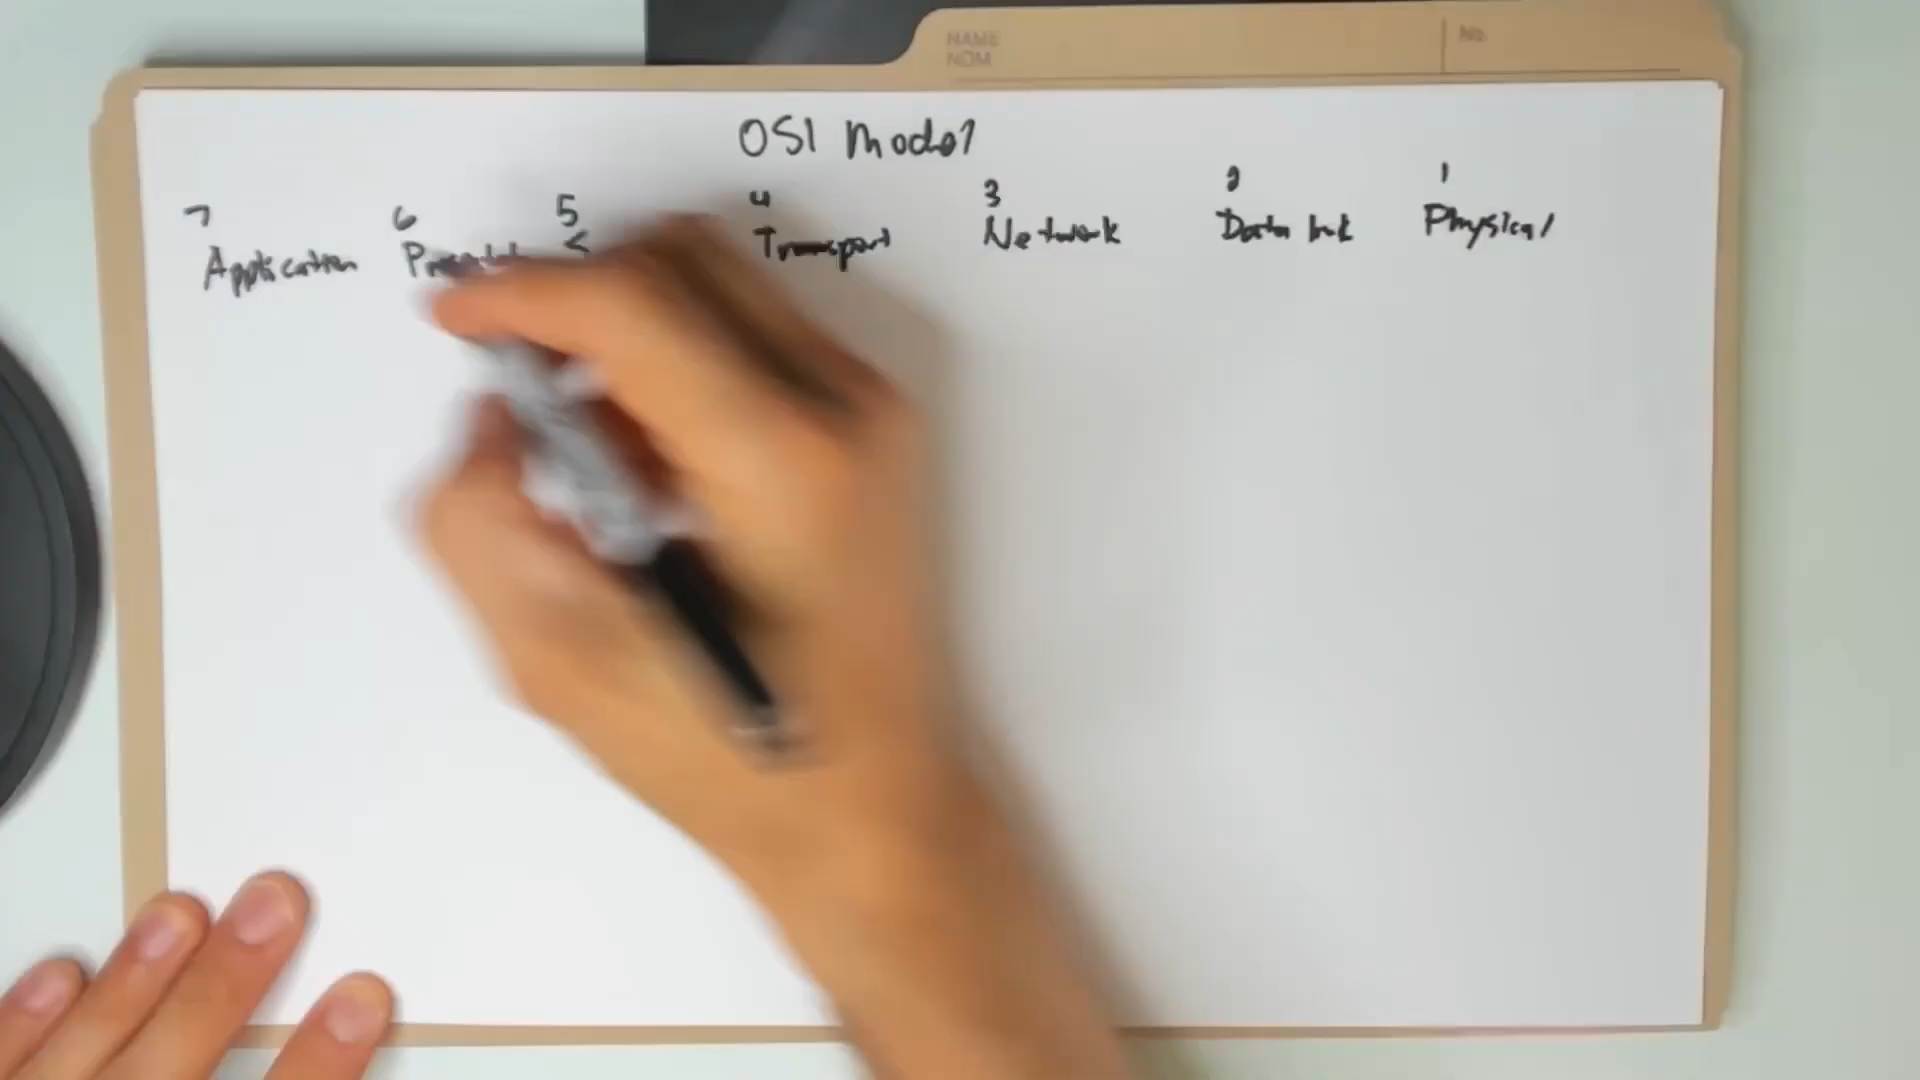 NAME
NOM
No.
OSI Model
7 6 5 4 3 2 1
Application Transport Network Data link Physical